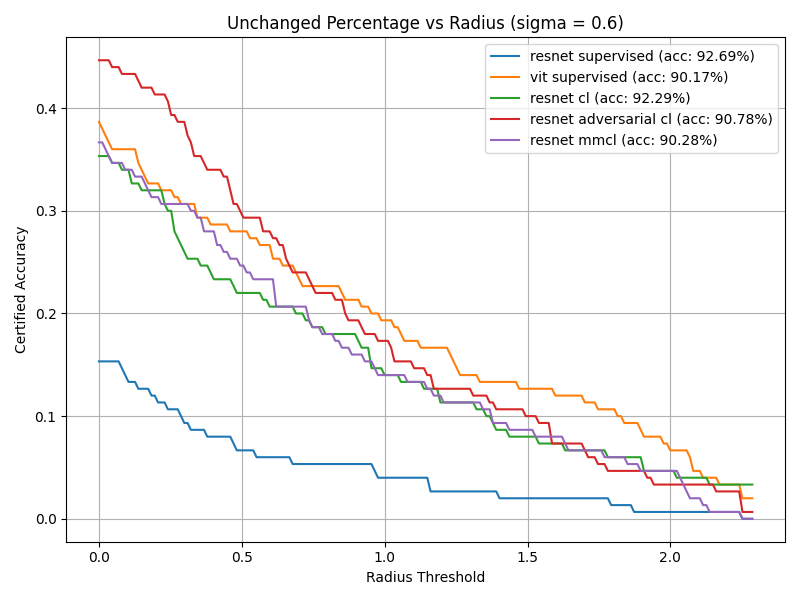 Unchanged Percentage vs Radius (sigma = 0.6)
resnet supervised (acc: 92.69%)
vit supervised (acc: 90.17%)
resnet cl (acc: 92.29%)
resnet adversarial cl (acc: 90.78%)
resnet mmcl (acc: 90.28%)
Certified Accuracy
0.4
0.3
0.2
0.1
0.0
0.0 0.5 1.0 1.5 2.0
Radius Threshold